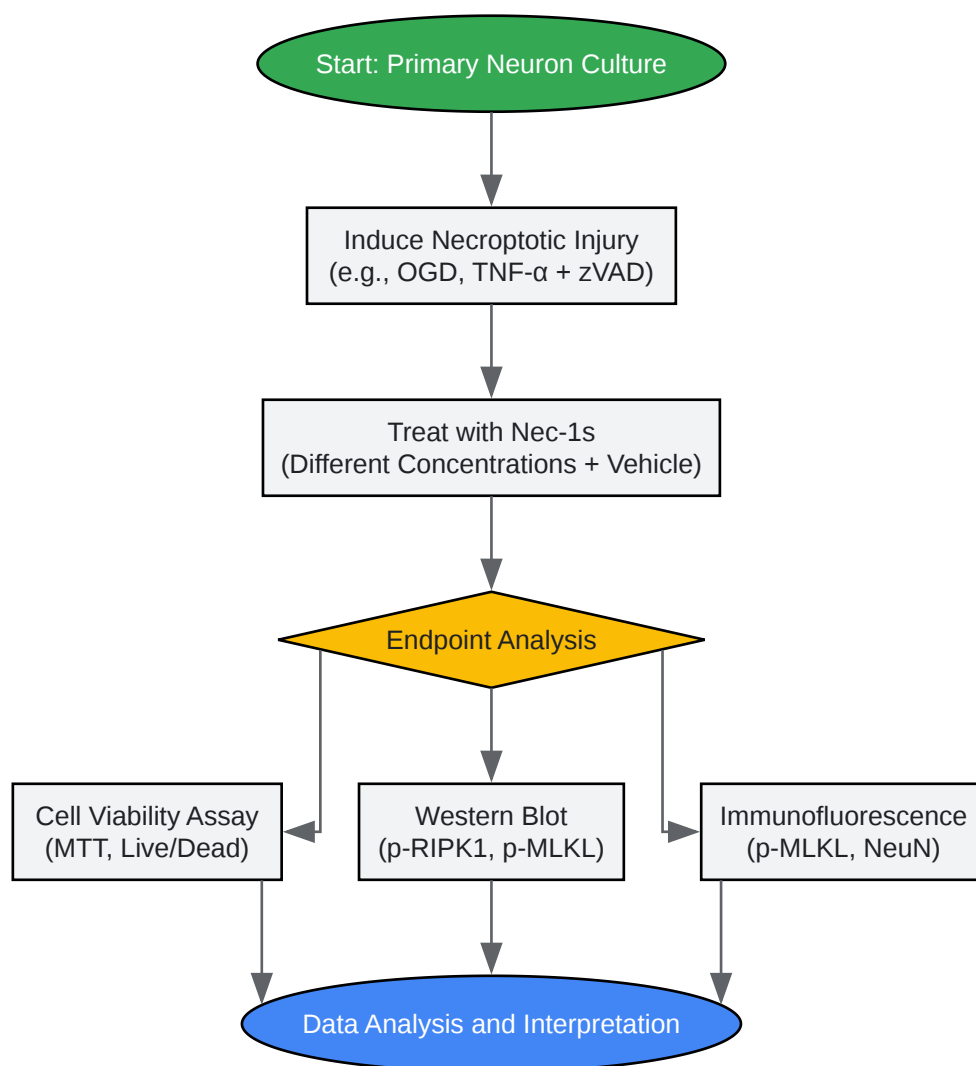 Start: Primary Neuron Culture
Induce Necroptotic Injury
(e.g., OGD, TNF-α + zVAD)
Treat with Nec-1s
(Different Concentrations + Vehicle)
Endpoint Analysis
Cell Viability Assay
(MTT, Live/Dead)
Western Blot
(p-RIPK1, p-MLKL)
Immunofluorescence
(p-MLKL, NeuN)
Data Analysis and Interpretation